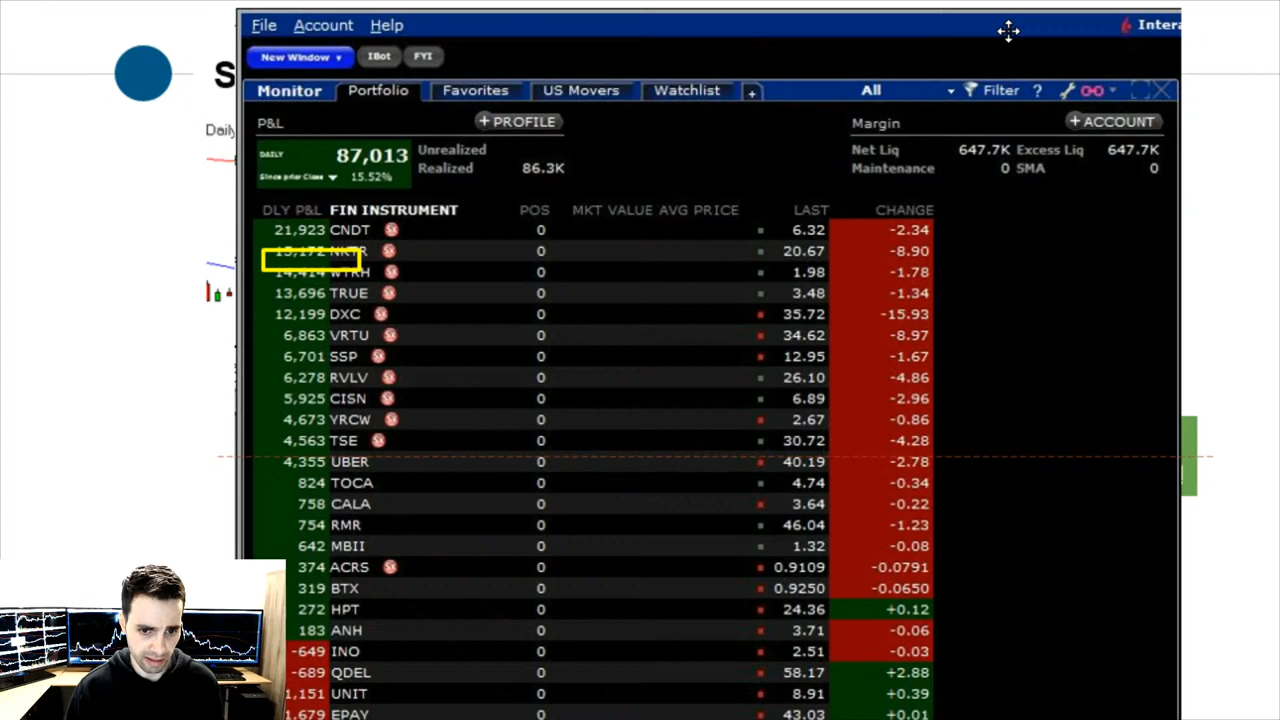 File Account Help Intera
New Window IBot FYI
S
Monitor Portfolio Favorites US Movers Watchlist + All Filter ?
Daily
P&L + PROFILE Margin + ACCOUNT
DAILY 87,013 Unrealized Net Liq 647.7K Excess Liq 647.7K
Since prior Close 15.52% Realized 86.3K Maintenance 0 SMA 0
DLY P&L FIN INSTRUMENT POS MKT VALUE AVG PRICE LAST CHANGE
21,923 CNDT 0 6.32 -2.34
15,172 NKTR 0 20.67 -8.90
14,414 WTRH 0 1.98 -1.78
13,696 TRUE 0 3.48 -1.34
12,199 DXC 0 35.72 -15.93
6,863 VRTU 0 34.62 -8.97
6,701 SSP 0 12.95 -1.67
6,278 RVLV 0 26.10 -4.86
5,925 CISN 0 6.89 -2.96
4,673 YRCW 0 2.67 -0.86
4,563 TSE 0 30.72 -4.28
4,355 UBER 0 40.19 -2.78
824 TOCA 0 4.74 -0.34
758 CALA 0 3.64 -0.22
754 RMR 0 46.04 -1.23
642 MBII 0 1.32 -0.08
374 ACRS 0 0.9109 -0.0791
319 BTX 0 0.9250 -0.0650
272 HPT 0 24.36 +0.12
183 ANH 0 3.71 -0.06
-649 INO 0 2.51 -0.03
-689 QDEL 0 58.17 +2.88
1,151 UNIT 0 8.91 +0.39
1,679 EPAY 0 43.03 +0.01